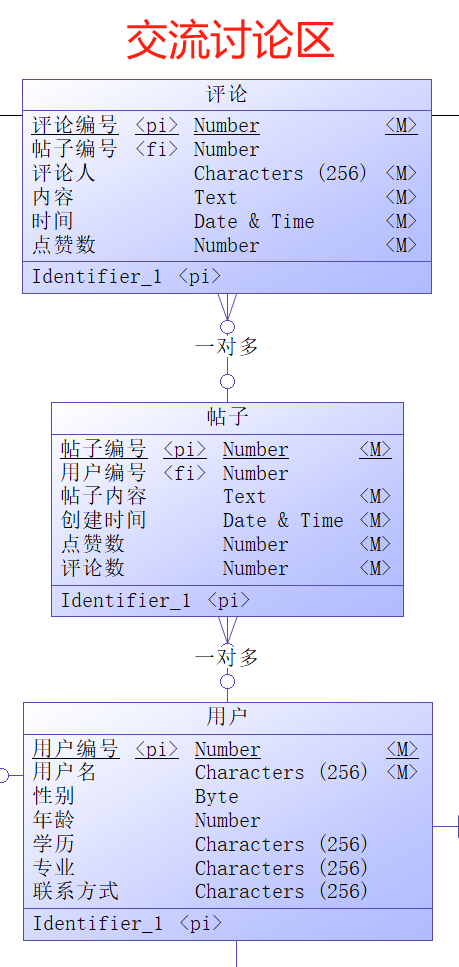 交流讨论区
评论
评论编号 <pi> Number <M>
帖子编号 <fi> Number
评论人 Characters (256) <M>
内容 Text <M>
时间 Date & Time <M>
点赞数 Number <M>
Identifier_1 <pi>
一对多
帖子
帖子编号 <pi> Number <M>
用户编号 <fi> Number
帖子内容 Text <M>
创建时间 Date & Time <M>
点赞数 Number <M>
评论数 Number <M>
Identifier_1 <pi>
一对多
用户
用户编号 <pi> Number <M>
用户名 Characters (256) <M>
性别 Byte
年龄 Number
学历 Characters (256)
专业 Characters (256)
联系方式 Characters (256)
Identifier_1 <pi>